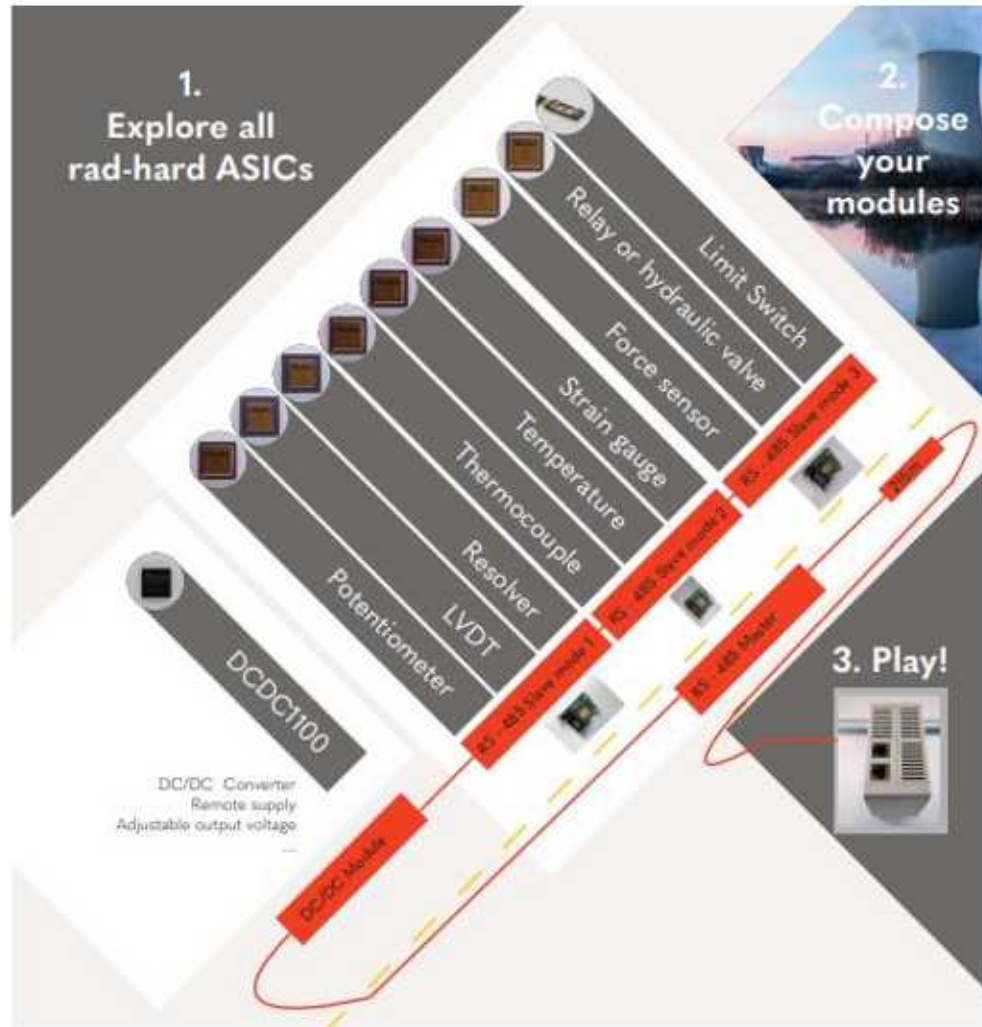 1.
Explore all
rad-hard ASICs
2.
Compose
your
modules
Limit Switch
Relay or hydraulic valve
Force sensor
Strain gauge
Temperature
Thermocouple
Resolver
LVDT
Potentiometer
RS - 485 Slave mode 3
RS - 485 Slave mode 2
RS - 485 Slave mode 1
RS - 485 Master
3. Play!
DCDC1100
DC/DC Converter
Remote supply
Adjustable output voltage
...
DC/DC Module